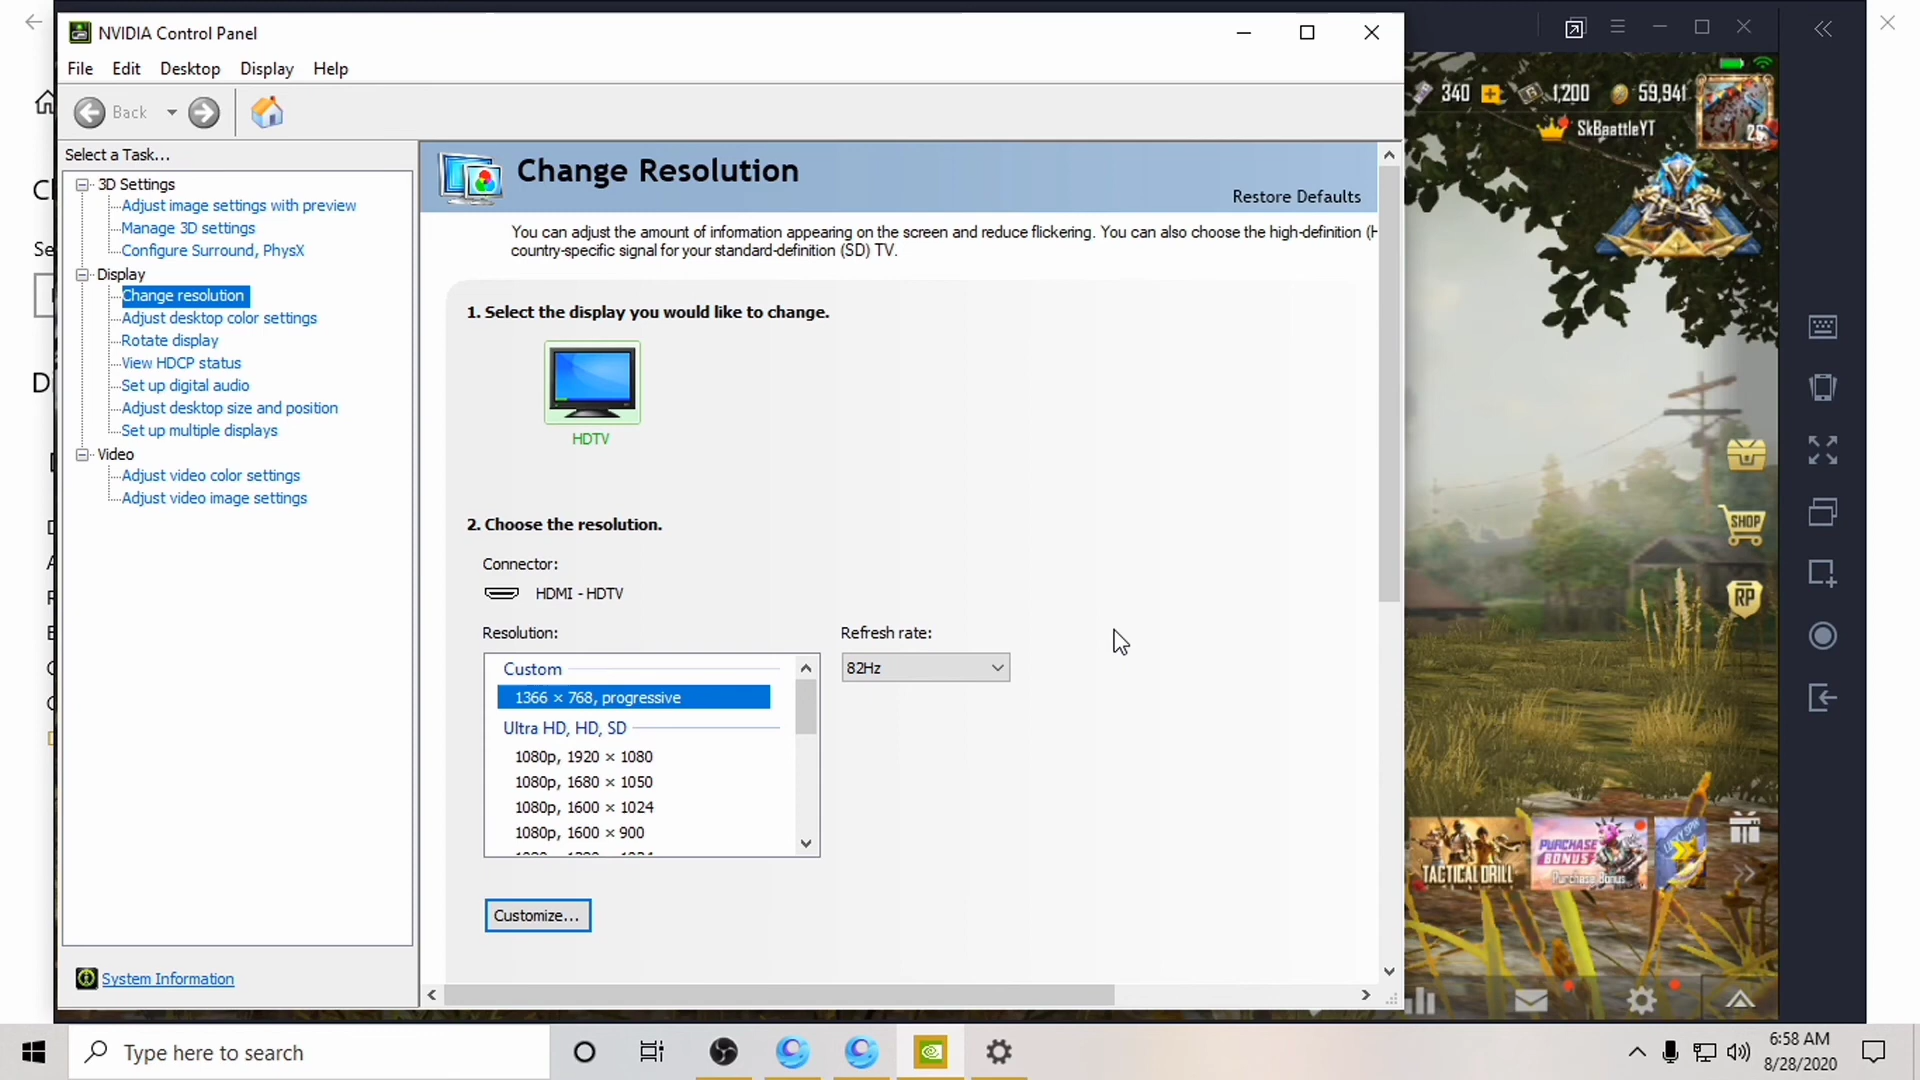 NVIDIA Control Panel
File Edit Desktop Display Help
Back
Select a Task...
3D Settings
Adjust image settings with preview
Manage 3D settings
Configure Surround, PhysX
Display
Change resolution
Adjust desktop color settings
Rotate display
View HDCP status
Set up digital audio
Adjust desktop size and position
Set up multiple displays
Video
Adjust video color settings
Adjust video image settings
System Information
Change Resolution
Restore Defaults
You can adjust the amount of information appearing on the screen and reduce flickering. You can also choose the high-definition (H
country-specific signal for your standard-definition (SD) TV.
1. Select the display you would like to change.
HDTV
2. Choose the resolution.
Connector:
HDMI - HDTV
Resolution:
Refresh rate:
Custom
82Hz
1366 × 768, progressive
Ultra HD, HD, SD
1080p, 1920 × 1080
1080p, 1680 × 1050
1080p, 1600 × 1024
1080p, 1600 × 900
Customize...
340 1,200 59,941
SkBaattleYT
SHOP
RP
TACTICAL DRILL
PURCHASE
BONUS
Purchase Bonus
LUCKY SPIN
Type here to search
6:58 AM
8/28/2020